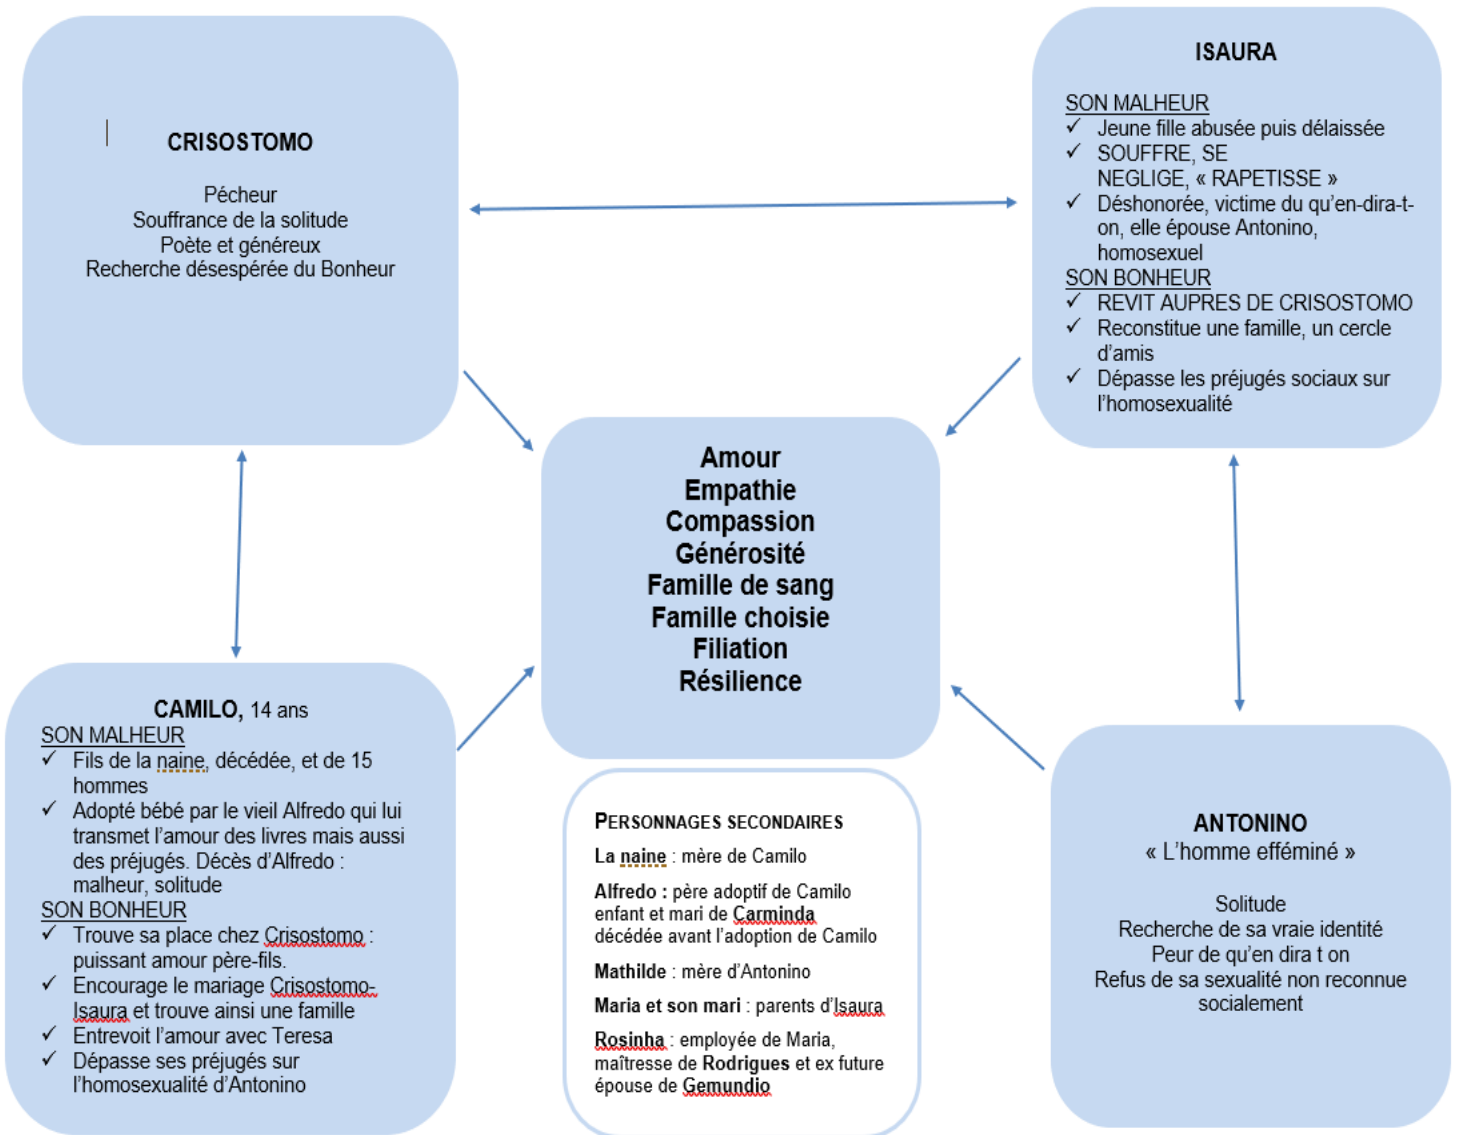 CRISOSTOMO
Pécheur
Souffrance de la solitude
Poète et généreux
Recherche désespérée du Bonheur
ISAURA
SON MALHEUR
✓ Jeune fille abusée puis délaissée
✓ SOUFFRE, SE
NEGLIGE, « RAPETISSE »
✓ Déshonorée, victime du qu'en-dira-t-
on, elle épouse Antonino,
homosexuel
SON BONHEUR
✓ REVIT AUPRES DE CRISOSTOMO
✓ Reconstitue une famille, un cercle
d'amis
✓ Dépasse les préjugés sociaux sur
l'homosexualité
Amour
Empathie
Compassion
Générosité
Famille de sang
Famille choisie
Filiation
Résilience
CAMILO, 14 ans
SON MALHEUR
✓ Fils de la naine, décédée, et de 15
hommes
✓ Adopté bébé par le vieil Alfredo qui lui
transmet l'amour des livres mais aussi
des préjugés. Décès d'Alfredo :
malheur, solitude
SON BONHEUR
✓ Trouve sa place chez Crisostomo :
puissant amour père-fils.
✓ Encourage le mariage Crisostomo-
Isaura et trouve ainsi une famille
✓ Entrevoit l'amour avec Teresa
✓ Dépasse ses préjugés sur
l'homosexualité d'Antonino
PERSONNAGES SECONDAIRES
La naine : mère de Camilo
Alfredo : père adoptif de Camilo
enfant et mari de Carminda
décédée avant l'adoption de Camilo
Mathilde : mère d'Antonino
Maria et son mari : parents d'Isaura
Rosinha : employée de Maria,
maîtresse de Rodrigues et ex future
épouse de Gemundio
ANTONINO
« L'homme efféminé »
Solitude
Recherche de sa vraie identité
Peur de qu'en dira t on
Refus de sa sexualité non reconnue
socialement